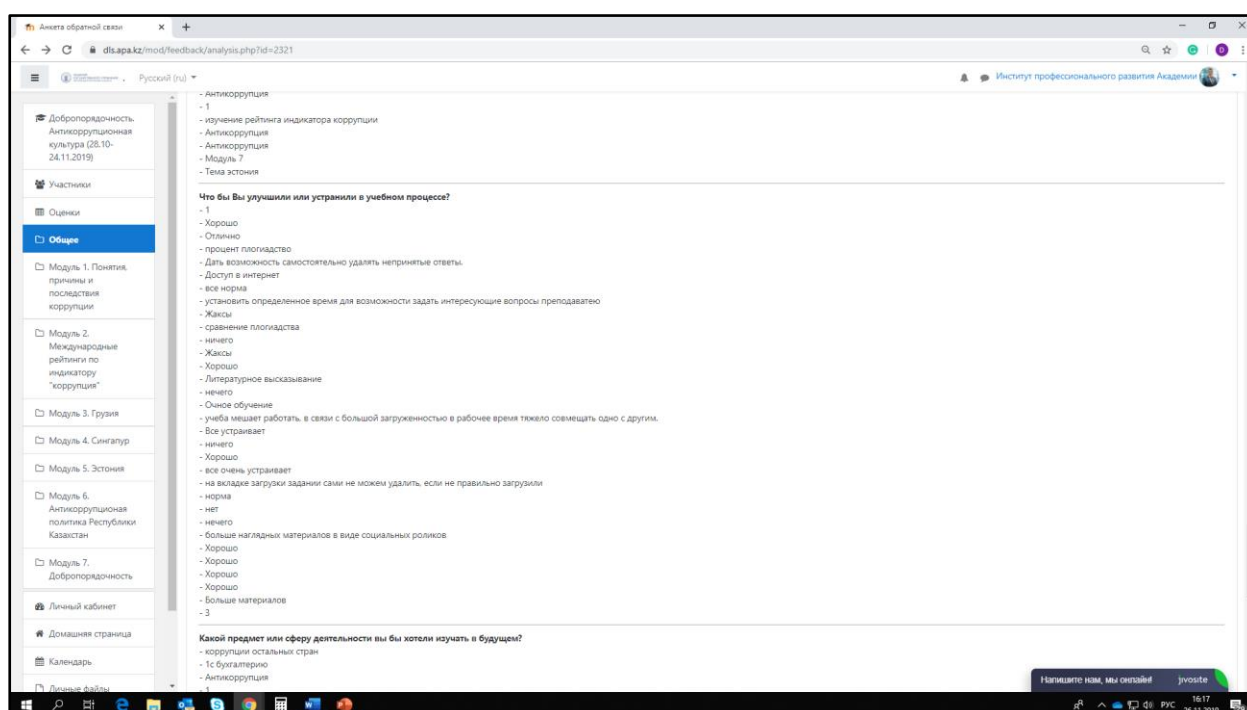 Анкета обратной связи
dls.apa.kz/mod/feedback/analysis.php?id=2321
Русский (ru)
Институт профессионального развития Академии
Добропорядочность. Антикоррупционная культура (28.10-24.11.2019)
Участники
Оценки
Общее
Модуль 1. Понятия, причины и последствия коррупции
Модуль 2. Международные рейтинги по индикатору "коррупция"
Модуль 3. Грузия
Модуль 4. Сингапур
Модуль 5. Эстония
Модуль 6. Антикоррупционая политика Республики Казахстан
Модуль 7. Добропорядочность
Личный кабинет
Домашняя страница
Календарь
Личные файлы
- Антикоррупция
- 1
- изучение рейтинга индикатора коррупции
- Антикоррупция
- Антикоррупция
- Модуль 7
- Тема эстония
Что бы Вы улучшили или устранили в учебном процессе?
- 1
- Хорошо
- Отлично
- процент плогиадство
- Дать возможность самостоятельно удалять непринятые ответы.
- Доступ в интернет
- все норма
- установить определенное время для возможности задать интересующие вопросы преподаватею
- Жаксы
- сравнение плогиадства
- ничего
- Жаксы
- Хорошо
- Литературное высказывание
- нечего
- Очное обучение
- учеба мешает работать, в связи с большой загруженностью в рабочее время тяжело совмещать одно с другим.
- Все устраивает
- ничего
- Хорошо
- все очень устраивает
- на вкладке загрузки задании сами не можем удалить, если не правильно загрузили
- норма
- нет
- нечего
- больше наглядных материалов в виде социальных роликов
- Хорошо
- Хорошо
- Хорошо
- Хорошо
- Больше материалов
- 3
Какой предмет или сферу деятельности вы бы хотели изучать в будущем?
- коррупции остальных стран
- 1с бухгалтерию
- Антикоррупция
- 1
Напишите нам, мы онлайн! jivosite
РУС
16:17
26.11.2019